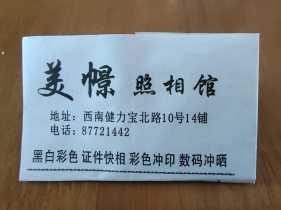 美憬 照相馆
地址：西南健力宝北路10号14铺
电话：87721442
黑白彩色 证件快相 彩色冲印 数码冲晒